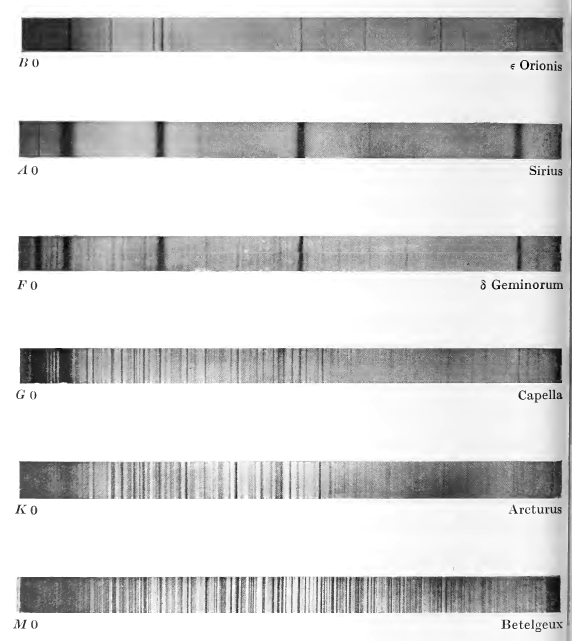 B 0 ϵ Orionis
A 0 Sirius
F 0 δ Geminorum
G 0 Capella
K 0 Arcturus
M 0 Betelgeux